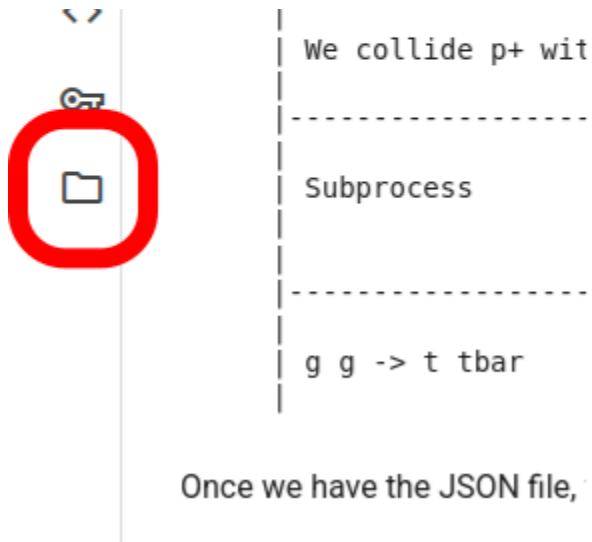 We collide p+ wit
|------------------
Subprocess
|------------------
g g -> t tbar
Once we have the JSON file,